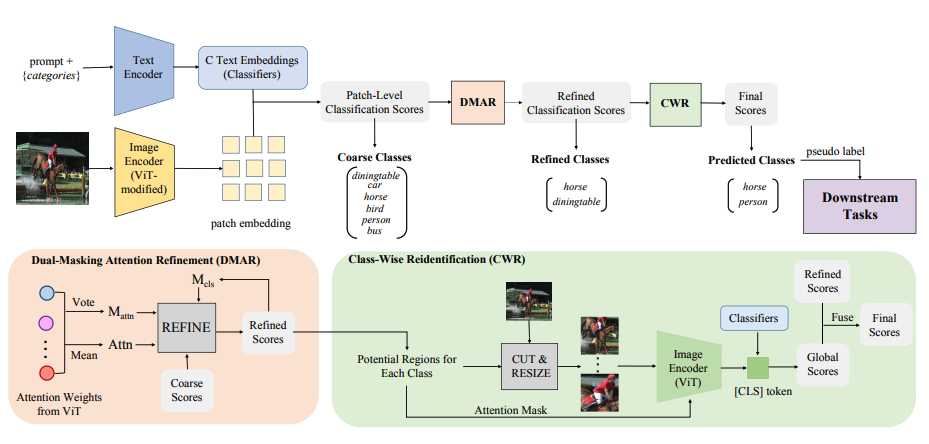 prompt +
{categories}
Text
Encoder
C Text Embeddings
(Classifiers)
Image
Encoder
(ViT-
modified)
patch embedding
Patch-Level
Classification Scores
DMAR
Refined
Classification Scores
CWR
Final
Scores
Coarse Classes
diningtable
car
horse
bird
person
bus
Refined Classes
horse
diningtable
Predicted Classes
horse
person
pseudo label
Downstream
Tasks
Dual-Masking Attention Refinement (DMAR)
Vote
Mean
Mattn
Attn
Mcls
REFINE
Refined
Scores
Coarse
Scores
Attention Weights
from ViT
Class-Wise Reidentification (CWR)
Potential Regions for
Each Class
CUT &
RESIZE
Attention Mask
Image
Encoder
(ViT)
Classifiers
[CLS] token
Refined
Scores
Global
Scores
Fuse
Final
Scores